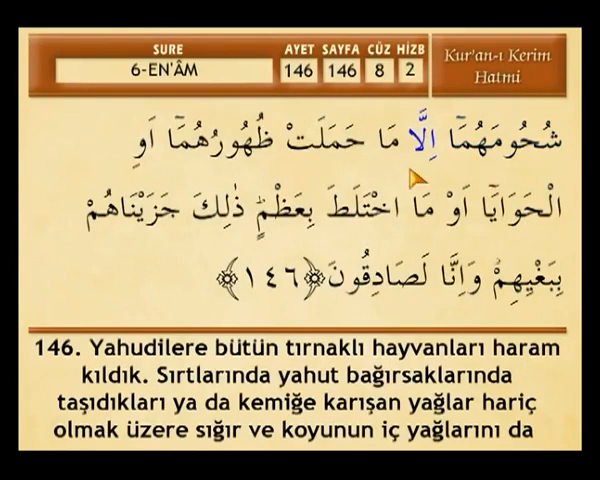 SURE AYET SAYFA CÜZ HİZB
6-EN'ÂM 146 146 8 2
Kur'an-ı Kerim
Hatmi
شُحُومَهُمَٓا اِلَّا مَا حَمَلَتْ ظُهُورُهُمَٓا اَوِ
الْحَوَايَٓا اَوْ مَا اخْتَلَطَ بِعَظْمٍۜ ذٰلِكَ جَزَيْنَاهُمْ
بِبَغْيِهِمْۘ وَاِنَّا لَصَادِقُونَ ﴿١٤٦﴾
146. Yahudilere bütün tırnaklı hayvanları haram
kıldık. Sırtlarında yahut bağırsaklarında
taşıdıkları ya da kemiğe karışan yağlar hariç
olmak üzere sığır ve koyunun iç yağlarını da